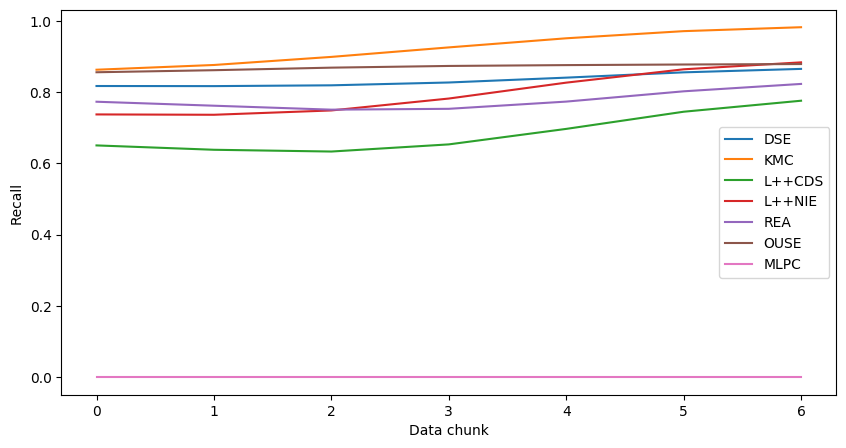 1.0
0.8
0.6
0.4
0.2
0.0
Recall
0 1 2 3 4 5 6
Data chunk
DSE
KMC
L++CDS
L++NIE
REA
OUSE
MLPC